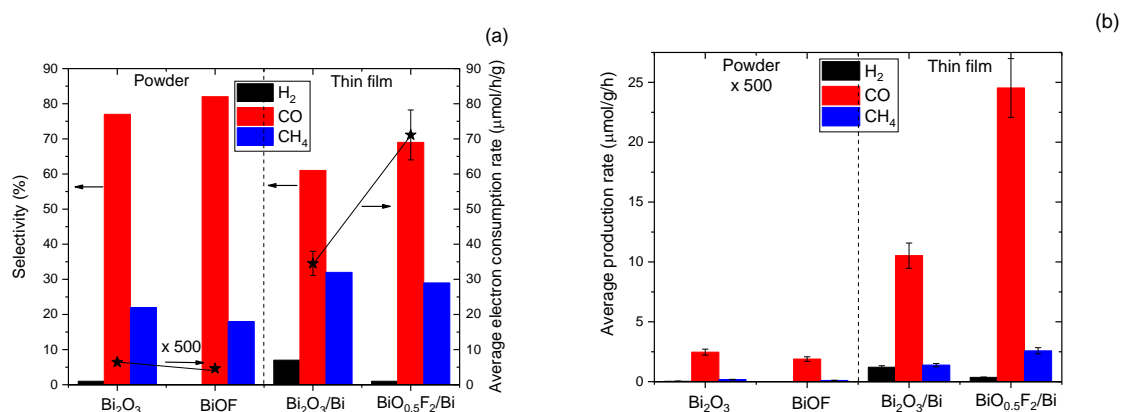 (a)
Powder
Thin film
H₂
CO
CH₄
x 500
90
80
70
60
50
40
30
20
10
0
Selectivity (%)
90
80
70
60
50
40
30
20
10
0
Average electron consumption rate (μmol/h/g)
Bi₂O₃
BiOF
Bi₂O₃/Bi
BiO₀.₅F₂/Bi
(b)
Powder
x 500
Thin film
H₂
CO
CH₄
25
20
15
10
5
0
Average production rate (μmol/g/h)
Bi₂O₃
BiOF
Bi₂O₃/Bi
BiO₀.₅F₂/Bi